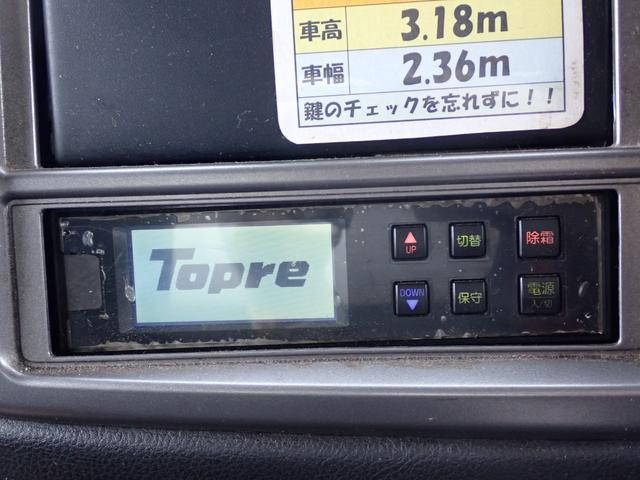 車高 3.18m
車幅 2.36m
鍵のチェックを忘れずに!!
Topre
UP 切替 除霜
DOWN 保守 電源
入/切